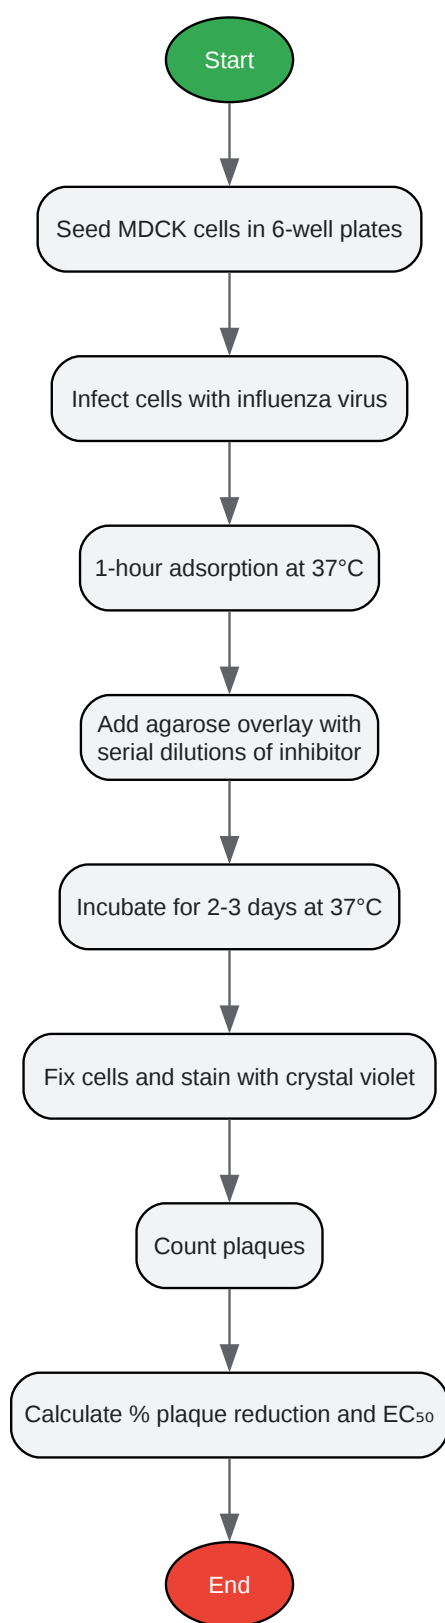 Start
Seed MDCK cells in 6-well plates
Infect cells with influenza virus
1-hour adsorption at 37°C
Add agarose overlay with
serial dilutions of inhibitor
Incubate for 2-3 days at 37°C
Fix cells and stain with crystal violet
Count plaques
Calculate % plaque reduction and EC₅₀
End